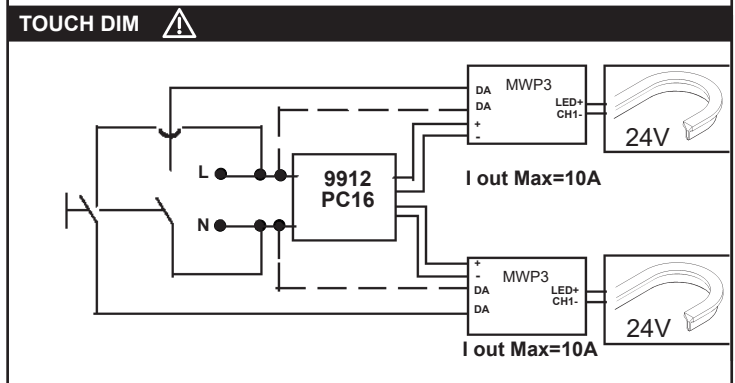 TOUCH DIM
DA
DA
+
-
MWP3
LED+
CH1-
24V
I out Max=10A
L
N
9912
PC16
+
-
DA
DA
MWP3
LED+
CH1-
24V
I out Max=10A